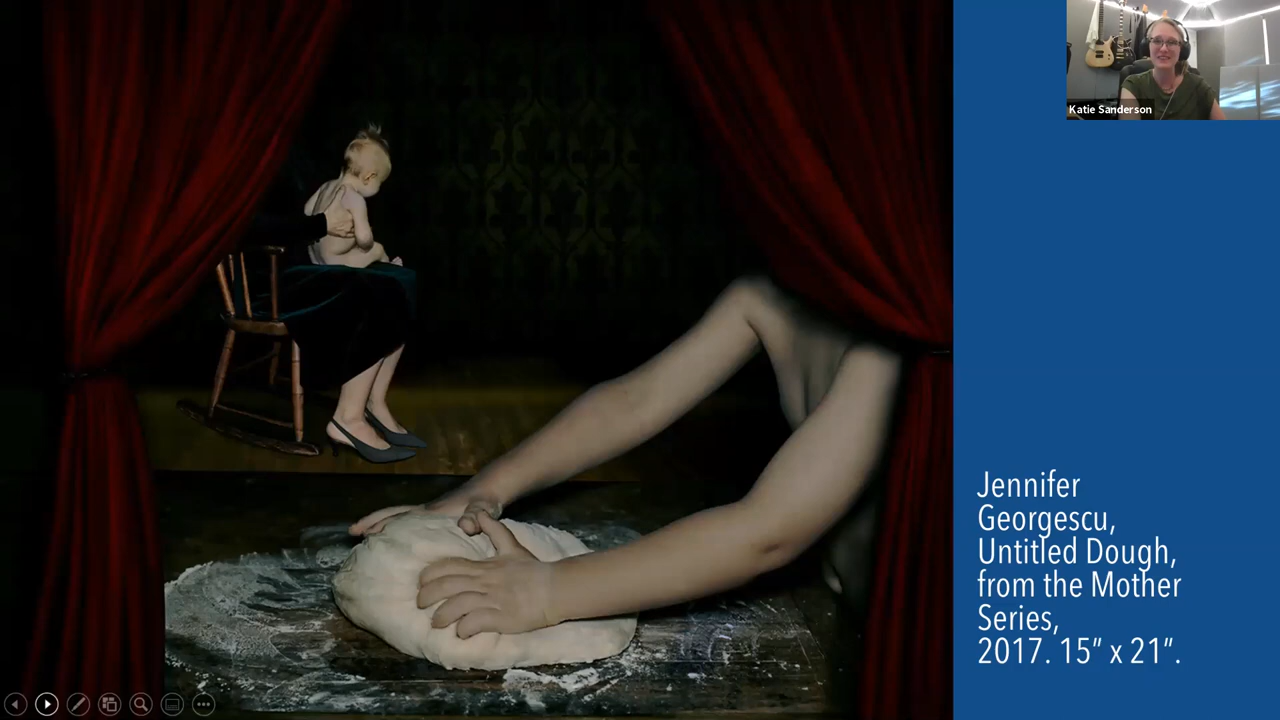 Katie Sanderson
Jennifer
Georgescu,
Untitled Dough,
from the Mother
Series,
2017. 15” x 21”.